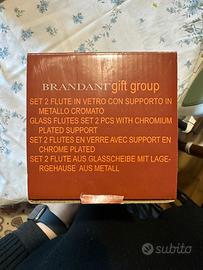 BRANDANI gift group
SET 2 FLUTE IN VETRO CON SUPPORTO IN
METALLO CROMATO
GLASS FLUTES SET 2 PCS WITH CHROMIUM
PLATED SUPPORT
SET 2 FLUTES EN VERRE AVEC SUPPORT EN
CHROME PLATED
SET 2 FLUTE AUS GLASSCHEIBE MIT LAGE-
RGEHAUSE AUS METALL
subito